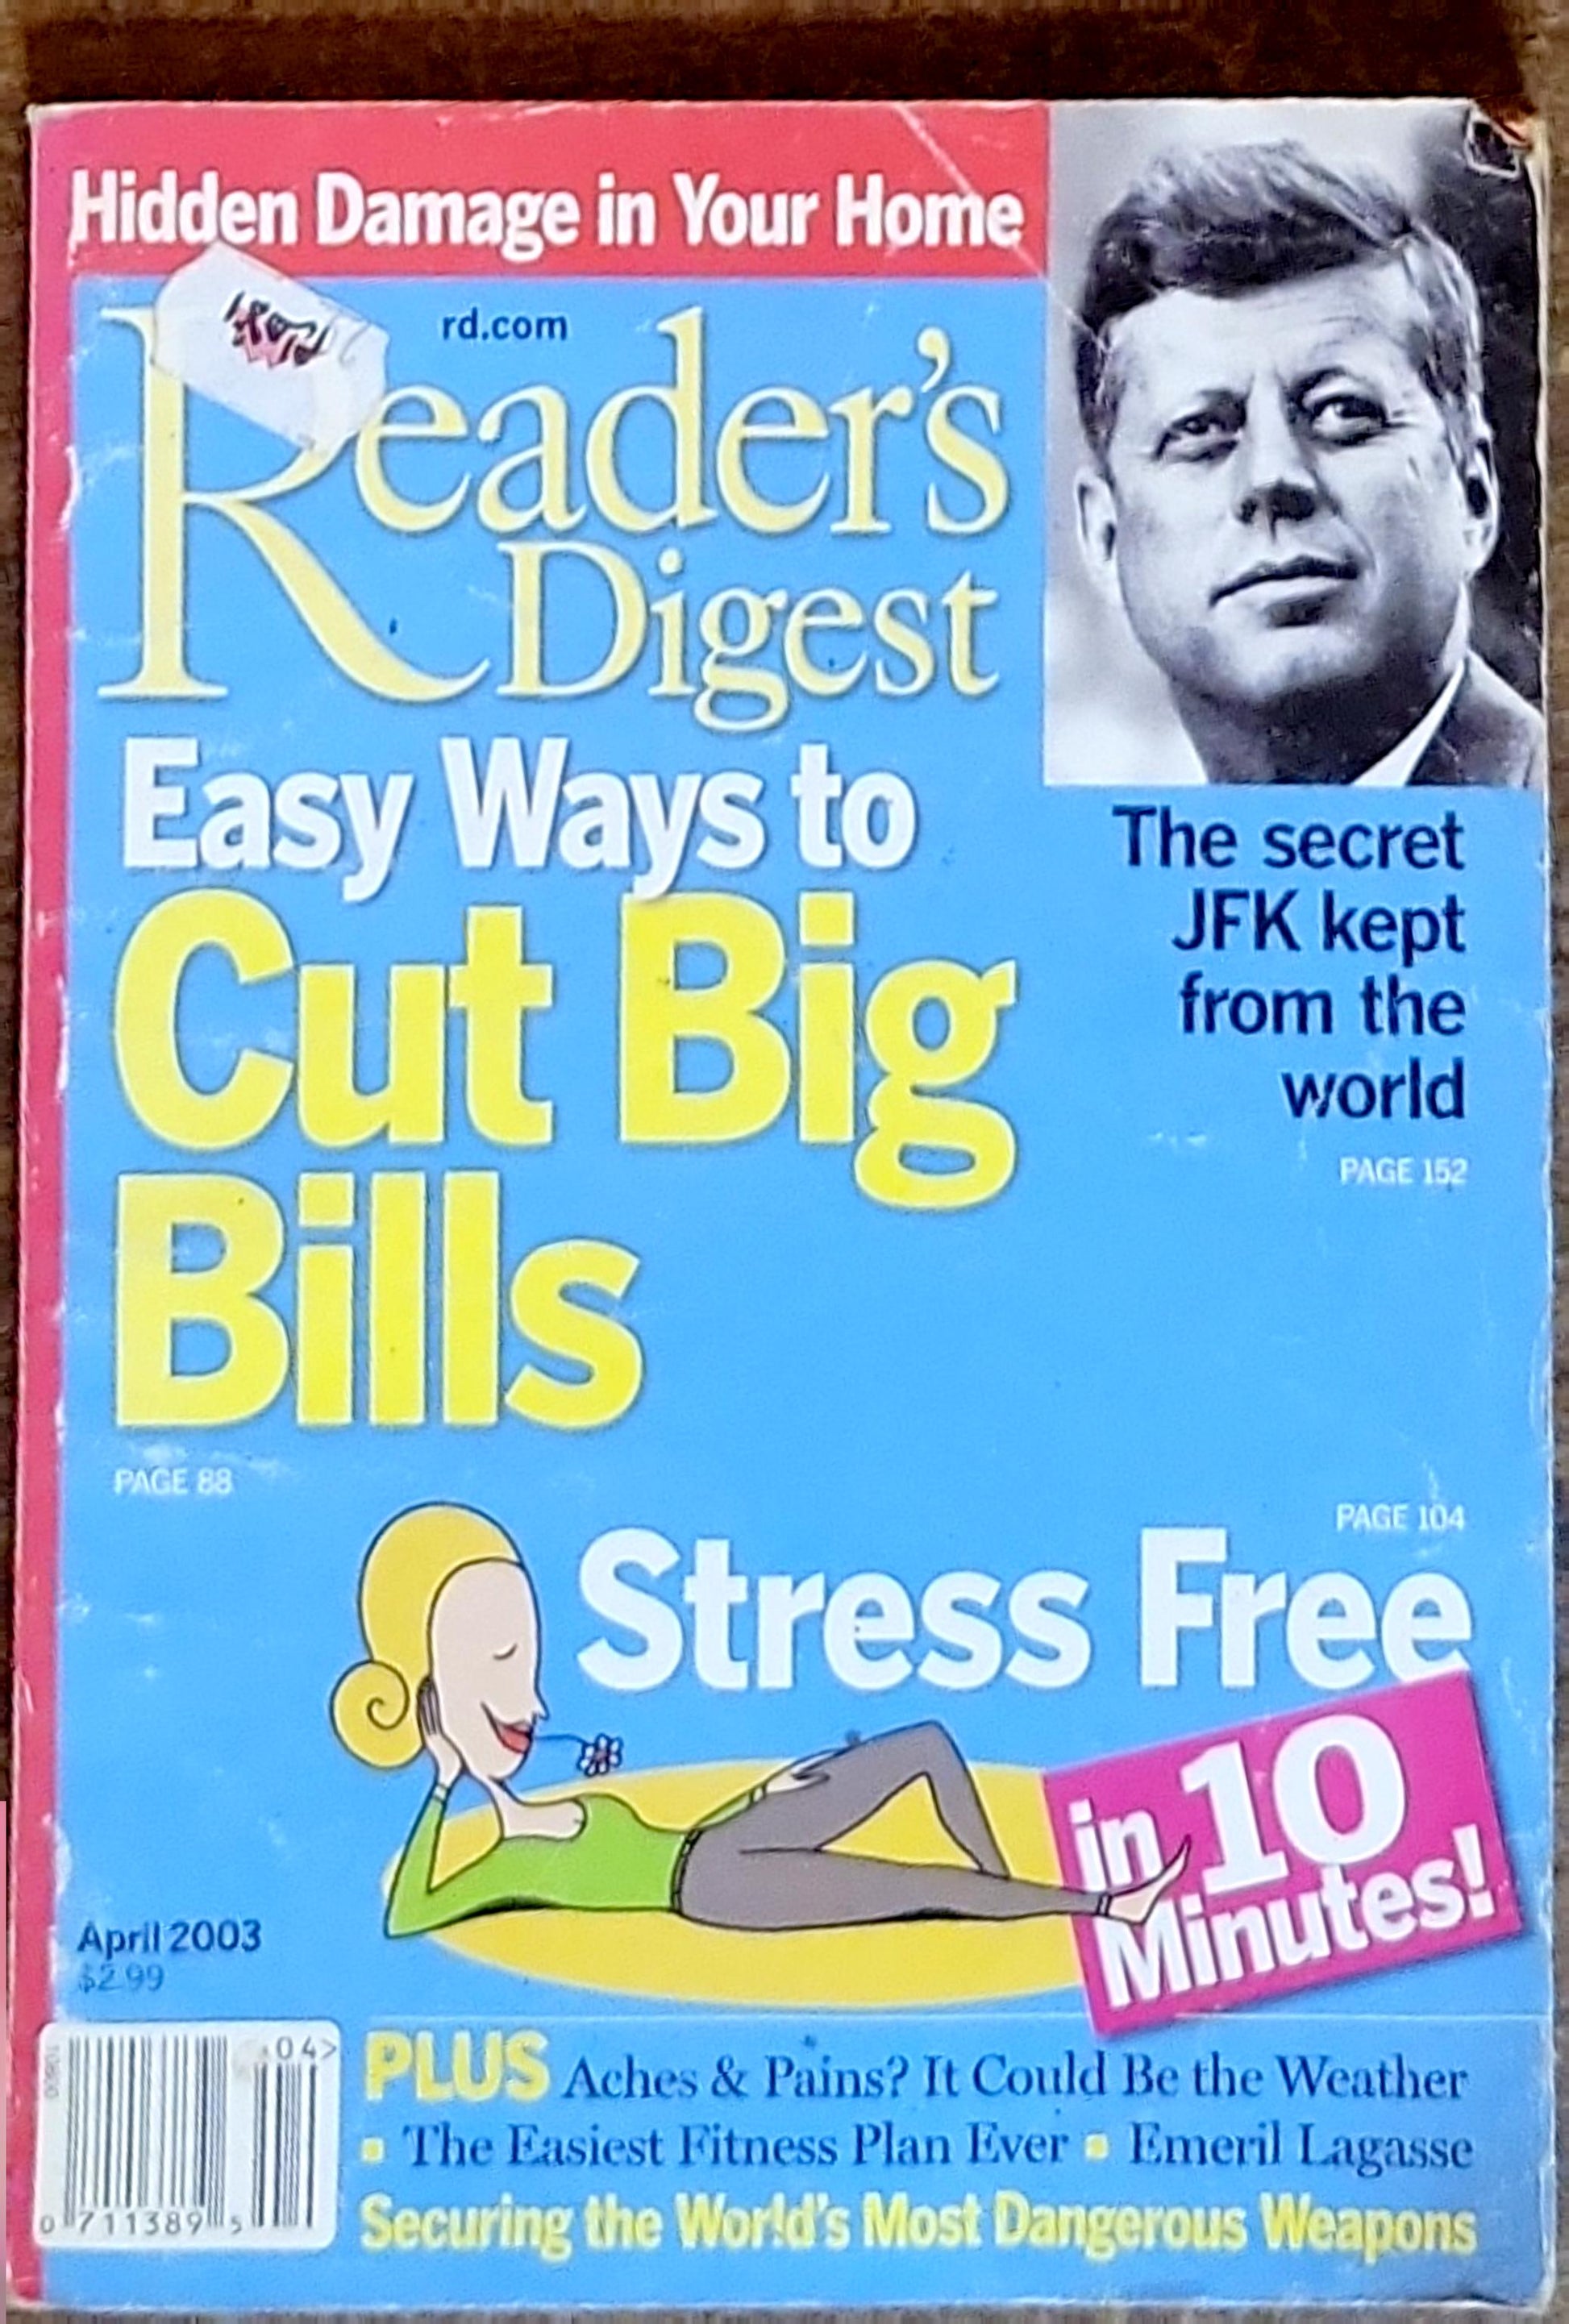 Hidden Damage in Your Home
rd.com
Reader's
Digest
Easy Ways to
Cut Big
Bills
PAGE 88
The secret
JFK kept
from the
world
PAGE 152
PAGE 104
Stress Free
in 10
Minutes!
April 2003
$2.99
04>
0 711389 5
PLUS Aches & Pains? It Could Be the Weather
▪ The Easiest Fitness Plan Ever ▪ Emeril Lagasse
Securing the World's Most Dangerous Weapons